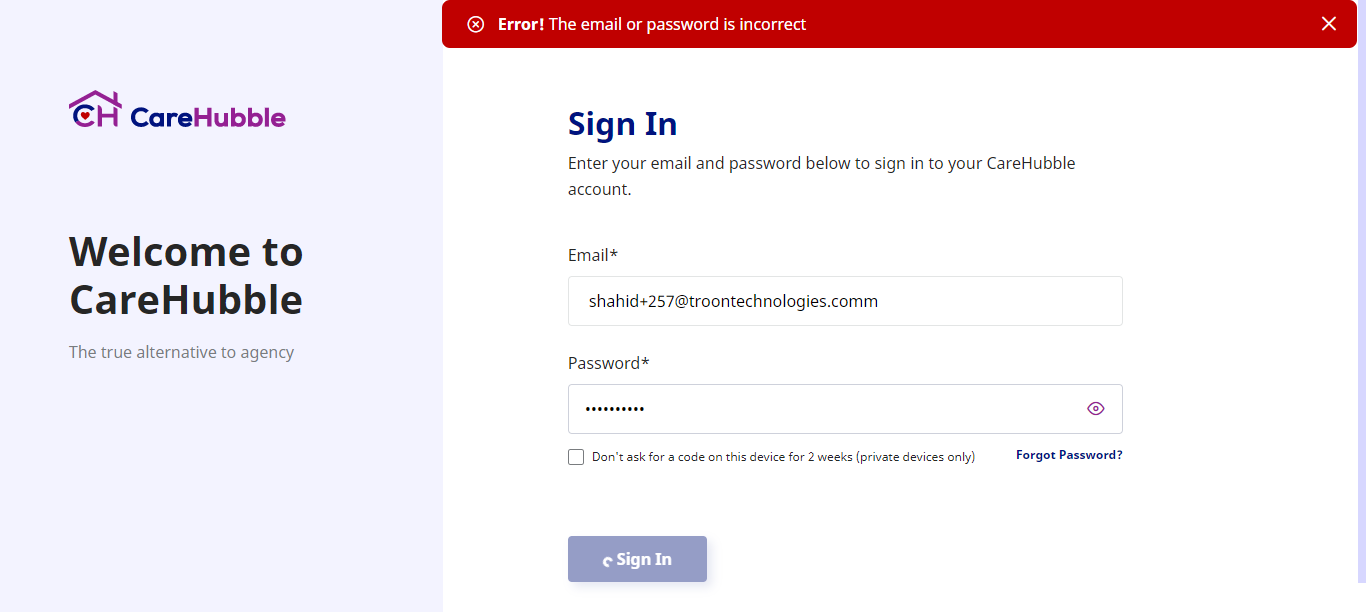 Error! The email or password is incorrect
CH CareHubble
Welcome to
CareHubble
The true alternative to agency
Sign In
Enter your email and password below to sign in to your CareHubble
account.
Email*
shahid+257@troontechnologies.comm
Password*
••••••••••
Don't ask for a code on this device for 2 weeks (private devices only)
Forgot Password?
Sign In